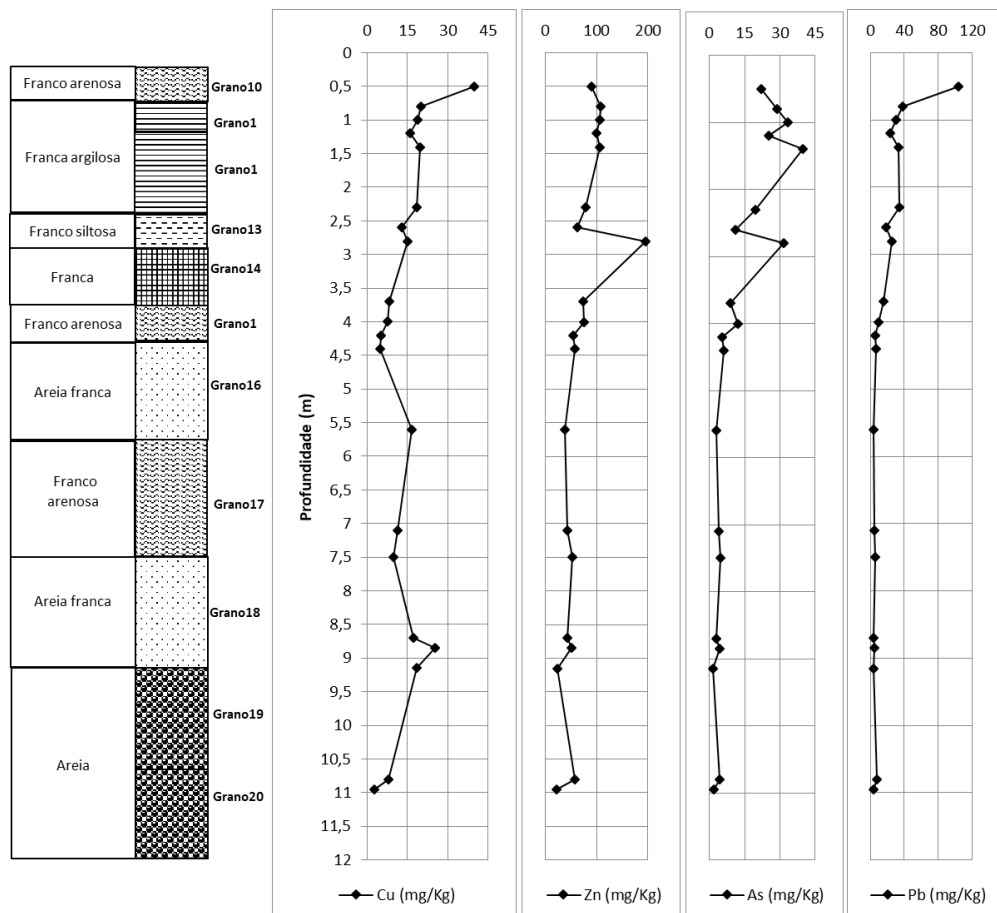 0 15 30 45
0 100 200
0 15 30 45
0 40 80 120
Franco arenosa
Grano10
Franca argilosa
Grano1
Grano1
Franco siltosa
Grano13
Franca
Grano14
Franco arenosa
Grano1
Areia franca
Grano16
Franco
arenosa
Grano17
Areia franca
Grano18
Areia
Grano19
Grano20
Profundidade (m)
0
0,5
1
1,5
2
2,5
3
3,5
4
4,5
5
5,5
6
6,5
7
7,5
8
8,5
9
9,5
10
10,5
11
11,5
12
Cu (mg/Kg)
Zn (mg/Kg)
As (mg/Kg)
Pb (mg/Kg)